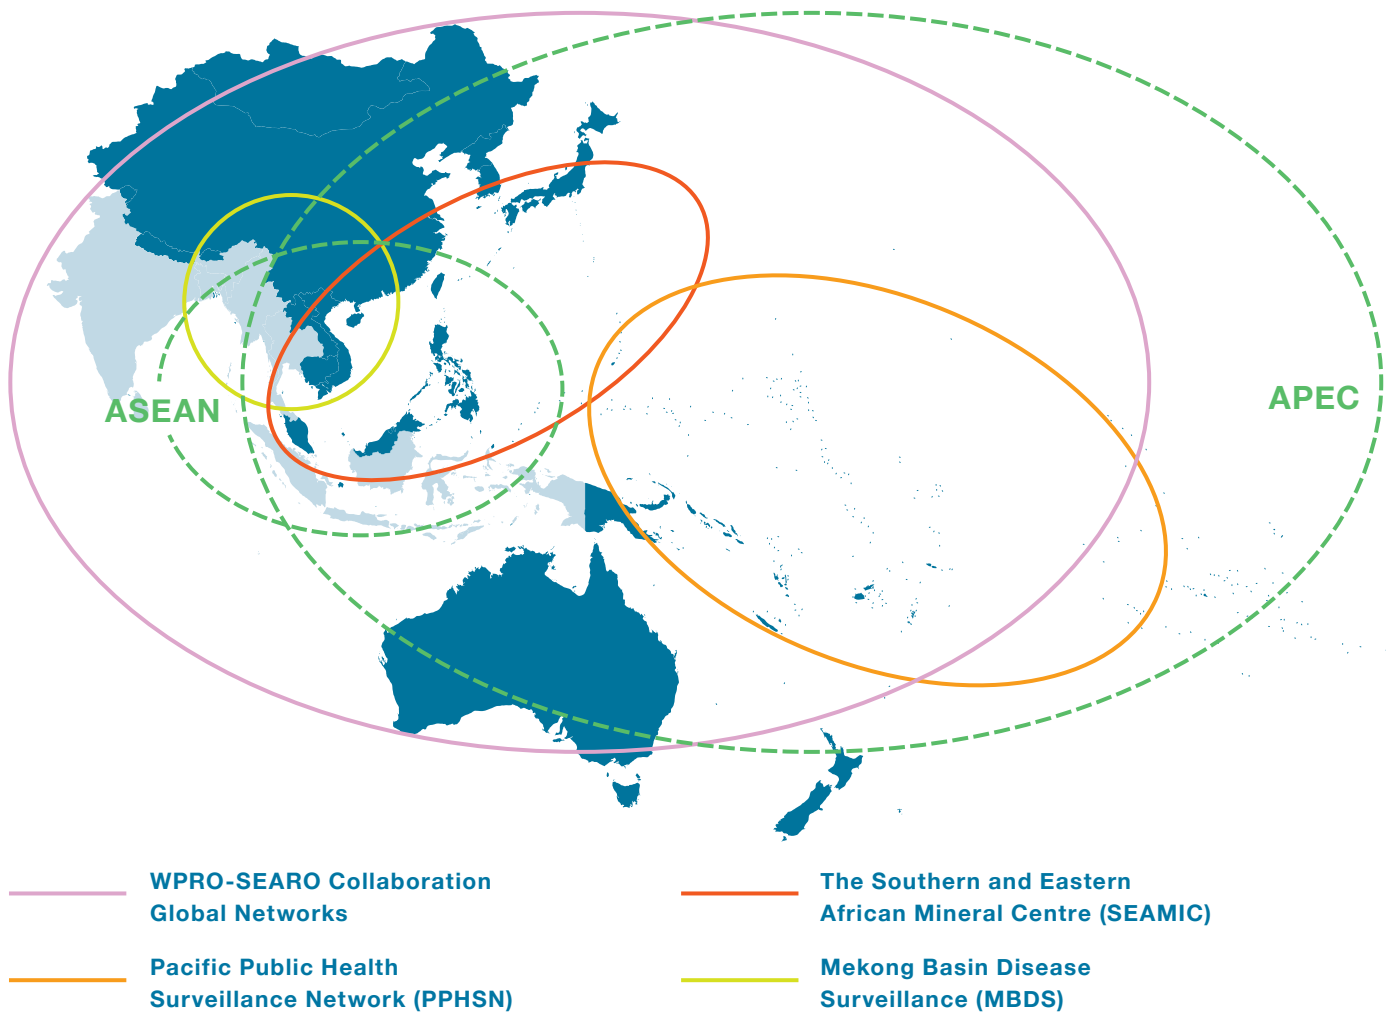 ASEAN
APEC
WPRO-SEARO Collaboration
Global Networks
Pacific Public Health
Surveillance Network (PPHSN)
The Southern and Eastern
African Mineral Centre (SEAMIC)
Mekong Basin Disease
Surveillance (MBDS)